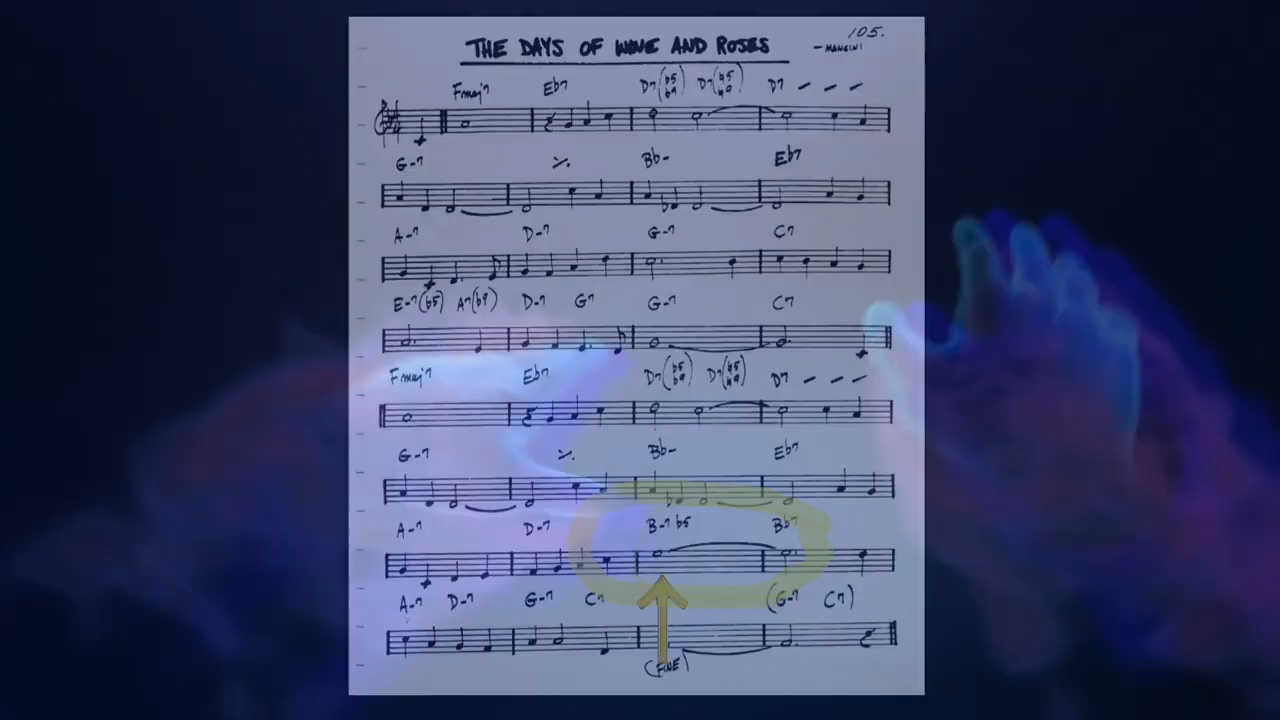 105.
THE DAYS OF WINE AND ROSES
- MANCINI
Fmaj7 Eb7 D7(b5 b9) D7(♮5 ♮9) D7 / / /
G-7 ٪ Bb- Eb7
A-7 D-7 G-7 C7
E-7(b5) A7(b9) D-7 G7 G-7 C7
Fmaj7 Eb7 D7(b5 b9) D7(♮5 ♮9) D7 / / /
G-7 ٪ Bb- Eb7
A-7 D-7 B-7 b5 Bb7
A-7 D-7 G-7 C7 (G-7 C7)
(FINE)